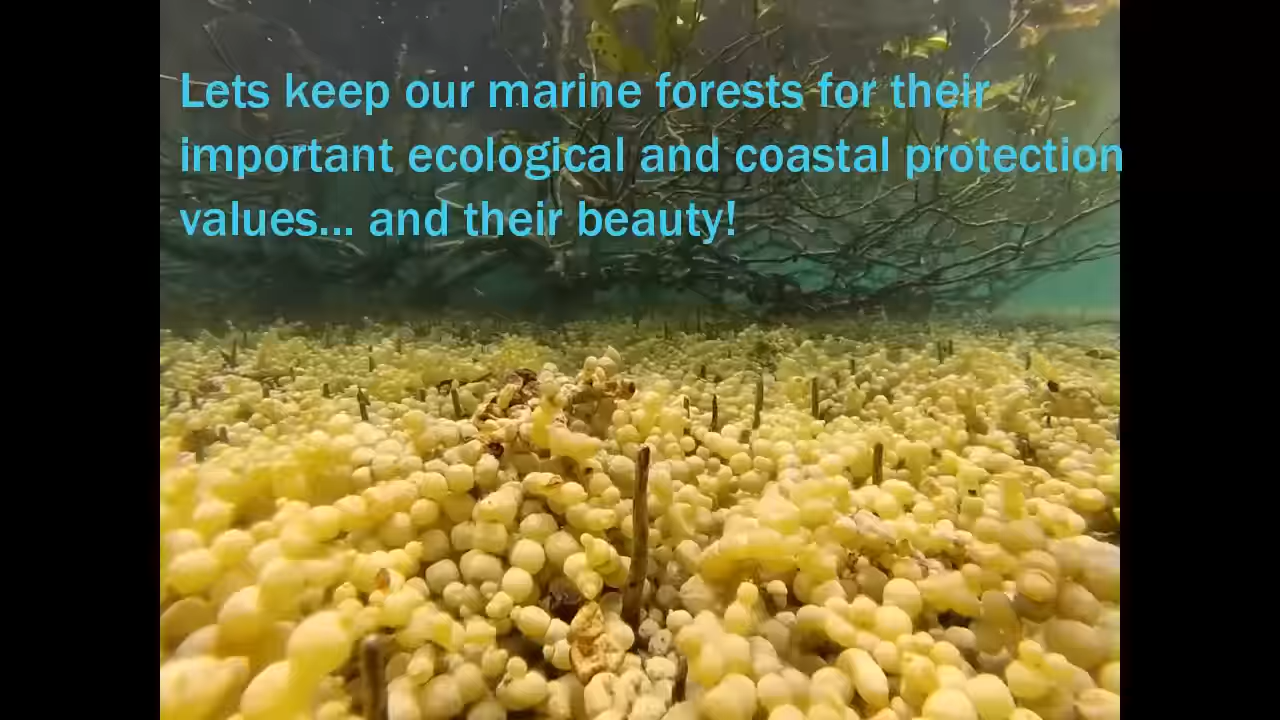 Lets keep our marine forests for their
important ecological and coastal protection
values... and their beauty!